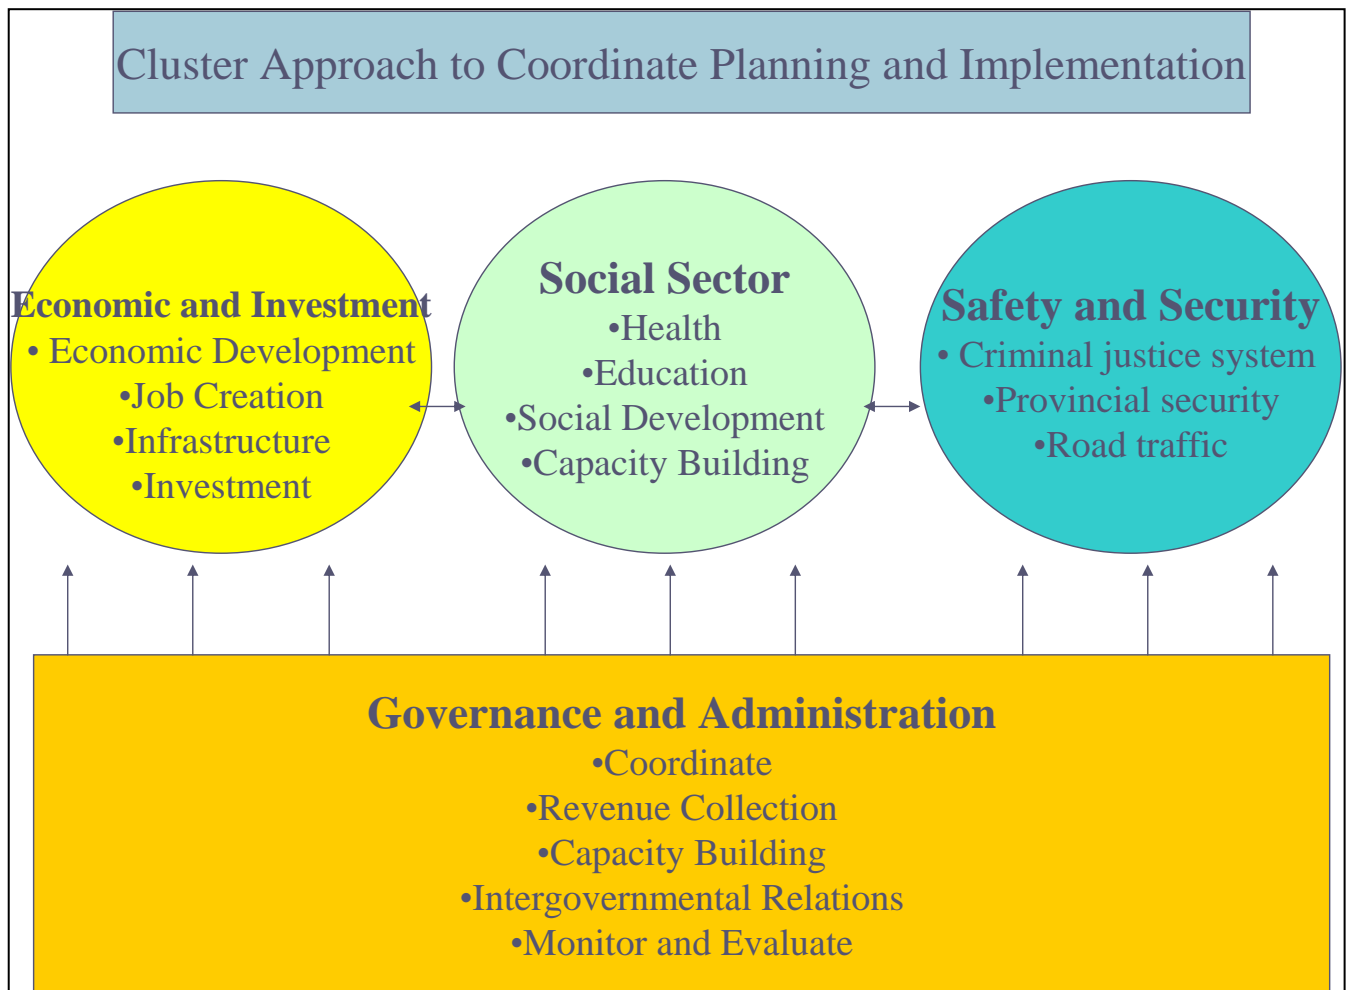 Cluster Approach to Coordinate Planning and Implementation
Economic and Investment
• Economic Development
•Job Creation
•Infrastructure
•Investment
Social Sector
•Health
•Education
•Social Development
•Capacity Building
Safety and Security
• Criminal justice system
•Provincial security
•Road traffic
Governance and Administration
•Coordinate
•Revenue Collection
•Capacity Building
•Intergovernmental Relations
•Monitor and Evaluate